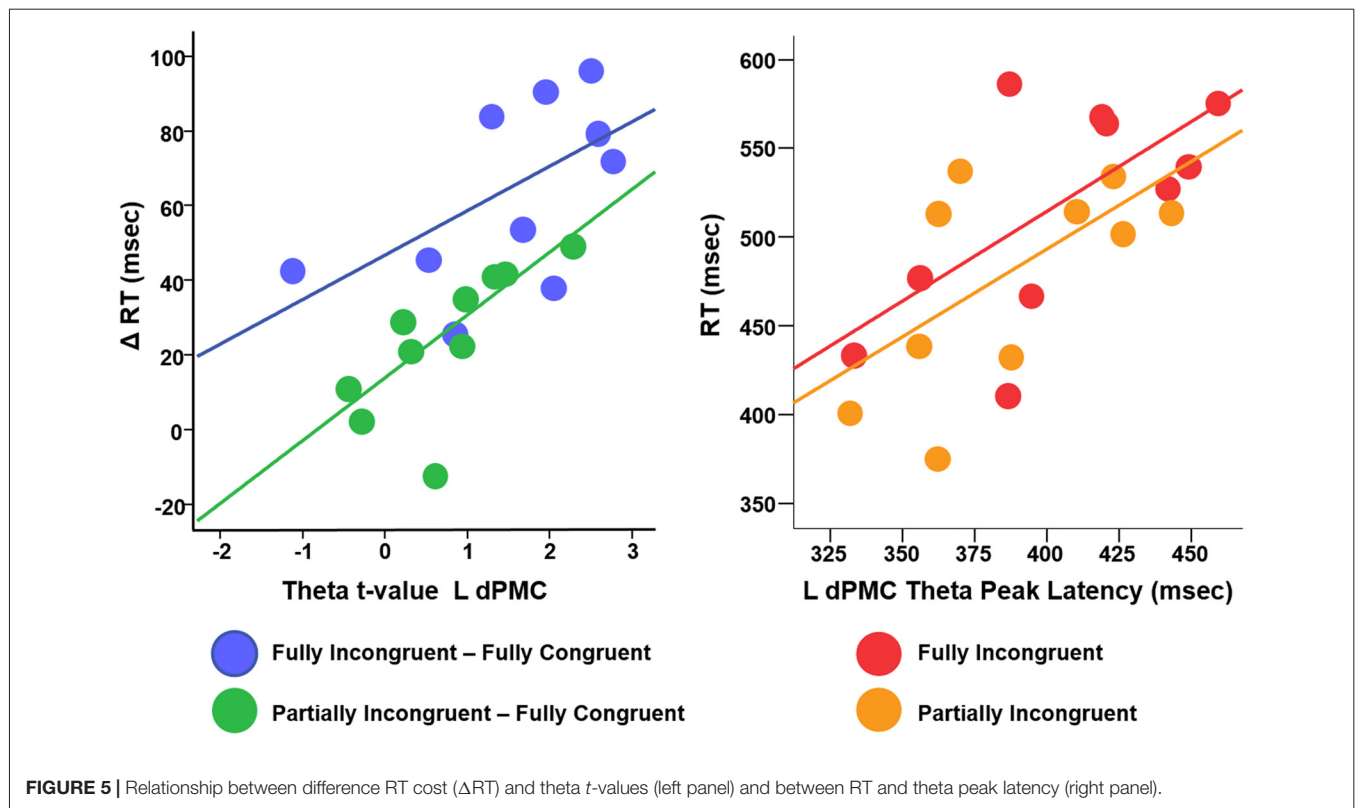 100
80
60
40
20
0
-20
Δ RT (msec)
-2 -1 0 1 2 3
Theta t-value L dPMC
Fully Incongruent – Fully Congruent
Partially Incongruent – Fully Congruent
600
550
500
450
400
350
RT (msec)
325 350 375 400 425 450
L dPMC Theta Peak Latency (msec)
Fully Incongruent
Partially Incongruent
FIGURE 5 | Relationship between difference RT cost (ΔRT) and theta t-values (left panel) and between RT and theta peak latency (right panel).